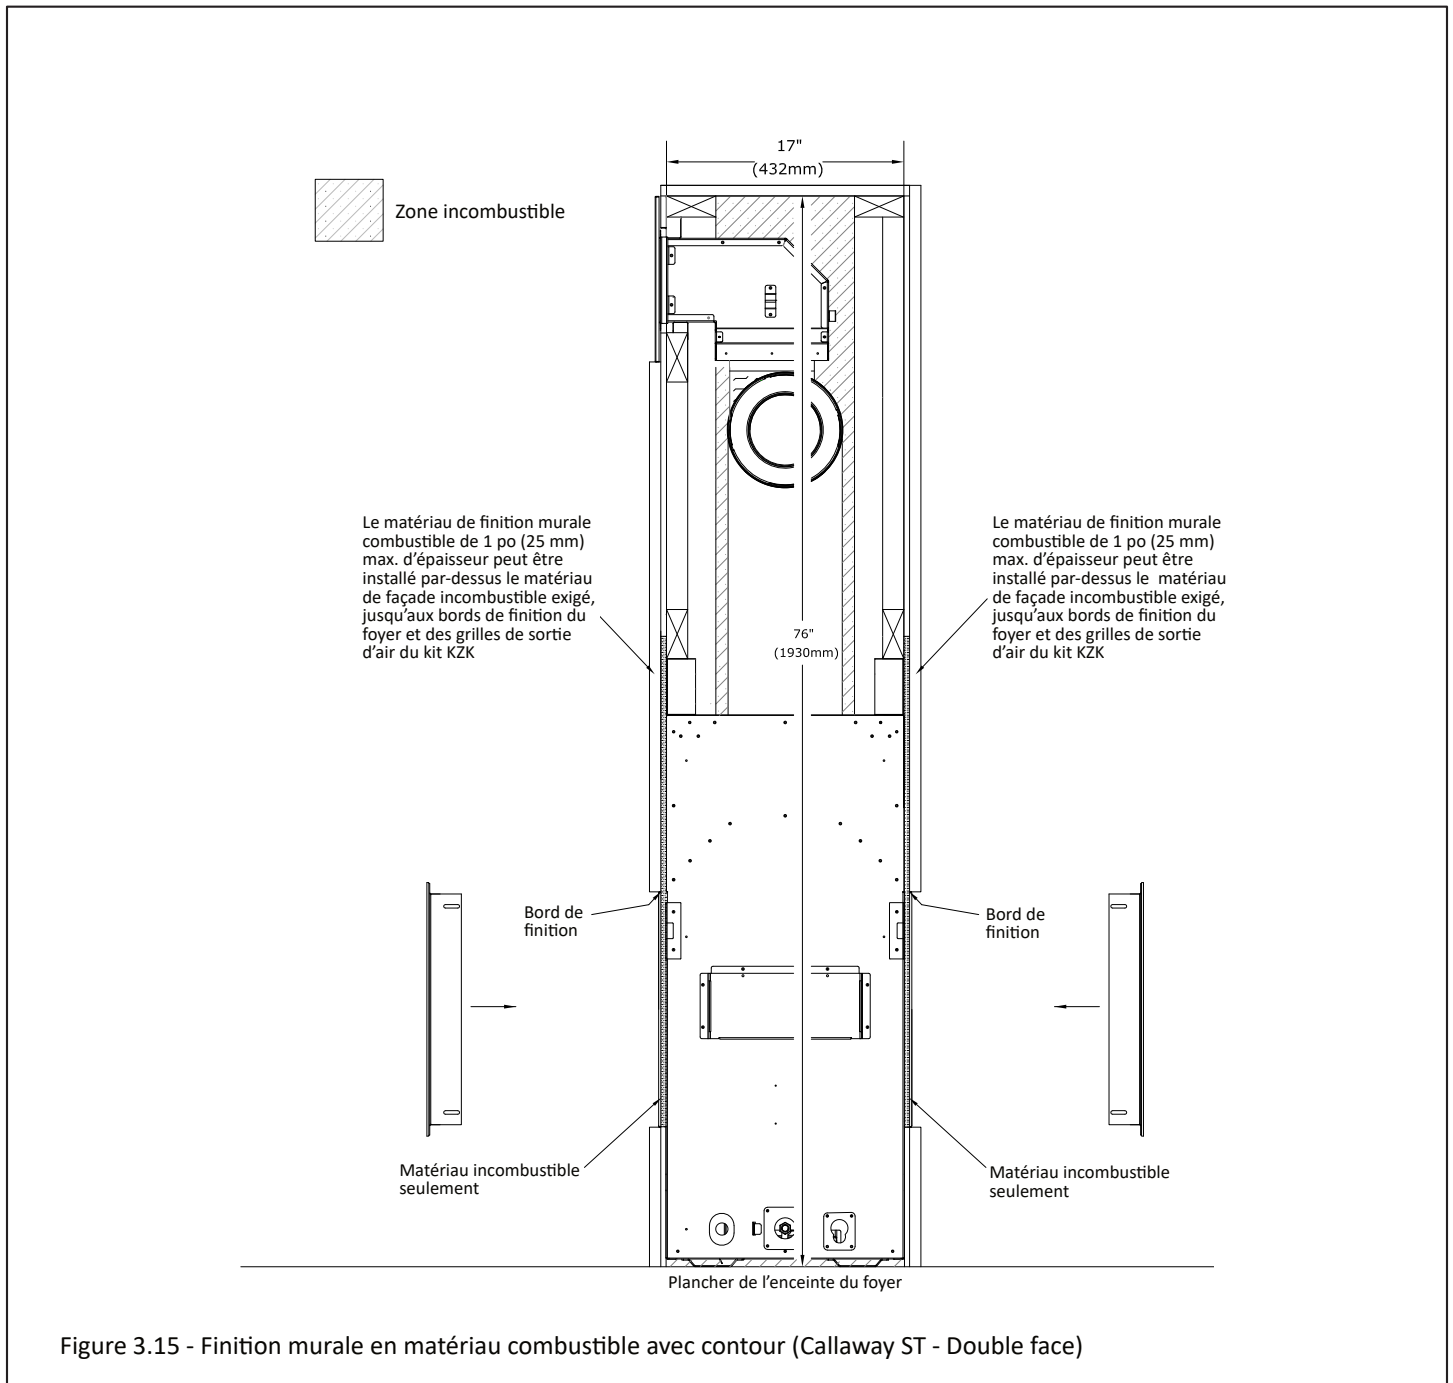 17"
(432mm)
Zone incombustible
Le matériau de finition murale
combustible de 1 po (25 mm)
max. d’épaisseur peut être
installé par-dessus le matériau
de façade incombustible exigé,
jusqu’aux bords de finition du
foyer et des grilles de sortie
d’air du kit KZK
Le matériau de finition murale
combustible de 1 po (25 mm)
max. d’épaisseur peut être
installé par-dessus le matériau
de façade incombustible exigé,
jusqu’aux bords de finition du
foyer et des grilles de sortie
d’air du kit KZK
76"
(1930mm)
Bord de
finition
Bord de
finition
Matériau incombustible
seulement
Matériau incombustible
seulement
Plancher de l’enceinte du foyer
Figure 3.15 - Finition murale en matériau combustible avec contour (Callaway ST - Double face)